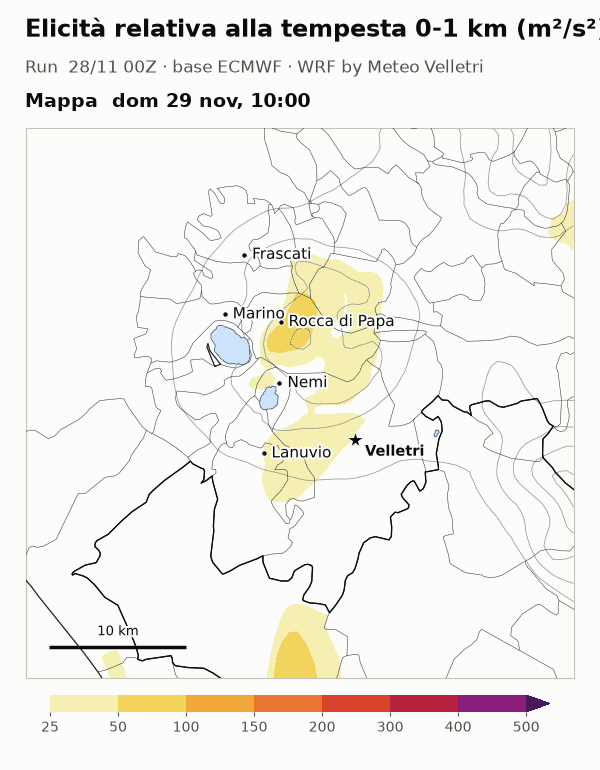 Elicità relativa alla tempesta 0-1 km (m²/s²)
Run 28/11 00Z · base ECMWF · WRF by Meteo Velletri
Mappa dom 29 nov, 10:00
Frascati
Marino
Rocca di Papa
Nemi
Velletri
Lanuvio
10 km
25 50 100 150 200 300 400 500